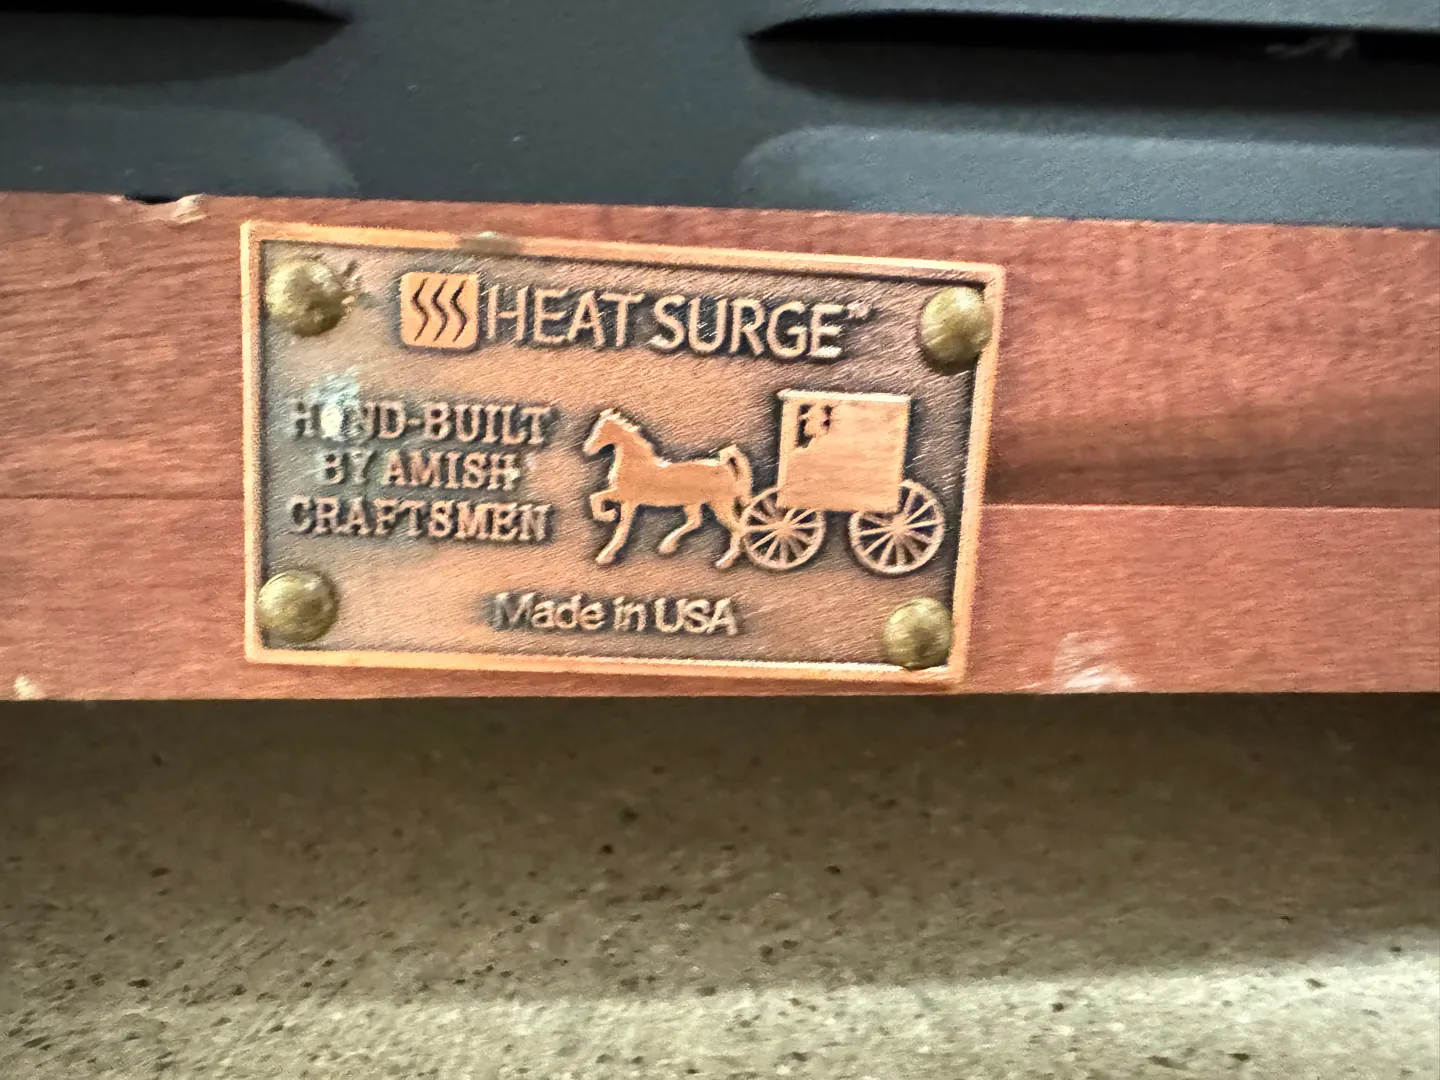 HEAT SURGE™
HAND-BUILT
BY AMISH
CRAFTSMEN
Made in USA